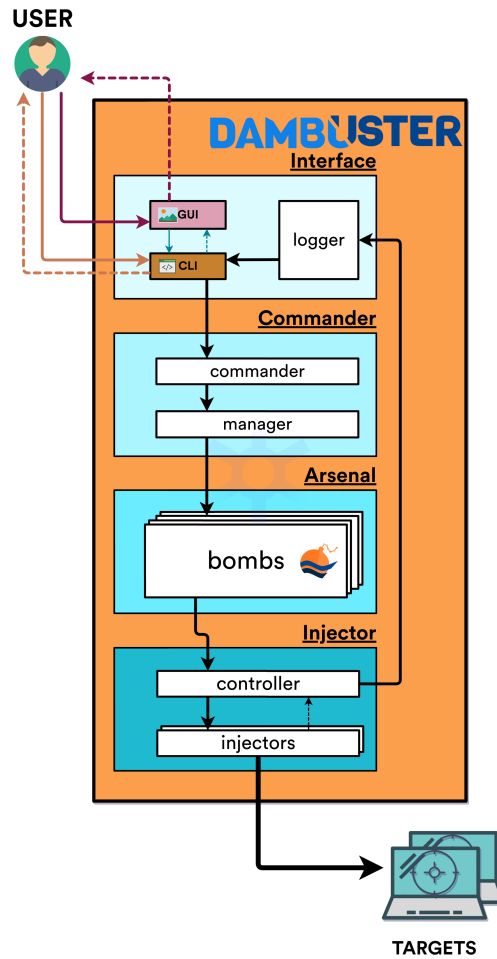 USER
DAMBUSTER
Interface
GUI
logger
</>
CLI
Commander
commander
manager
Arsenal
bombs
Injector
controller
injectors
TARGETS